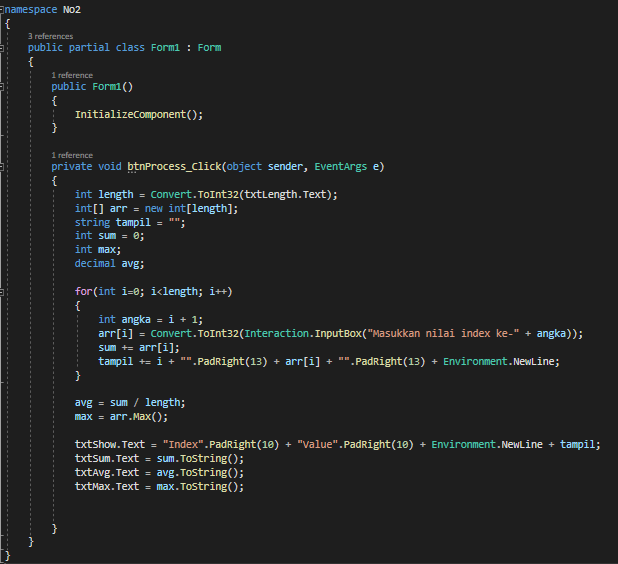 namespace No2
{
3 references
public partial class Form1 : Form
{
1 reference
public Form1()
{
InitializeComponent();
}
1 reference
private void btnProcess_Click(object sender, EventArgs e)
{
int length = Convert.ToInt32(txtLength.Text);
int[] arr = new int[length];
string tampil = "";
int sum = 0;
int max;
decimal avg;
for(int i=0; i<length; i++)
{
int angka = i + 1;
arr[i] = Convert.ToInt32(Interaction.InputBox("Masukkan nilai index ke-" + angka));
sum += arr[i];
tampil += i + "".PadRight(13) + arr[i] + "".PadRight(13) + Environment.NewLine;
}
avg = sum / length;
max = arr.Max();
txtShow.Text = "Index".PadRight(10) + "Value".PadRight(10) + Environment.NewLine + tampil;
txtSum.Text = sum.ToString();
txtAvg.Text = avg.ToString();
txtMax.Text = max.ToString();
}
}
}